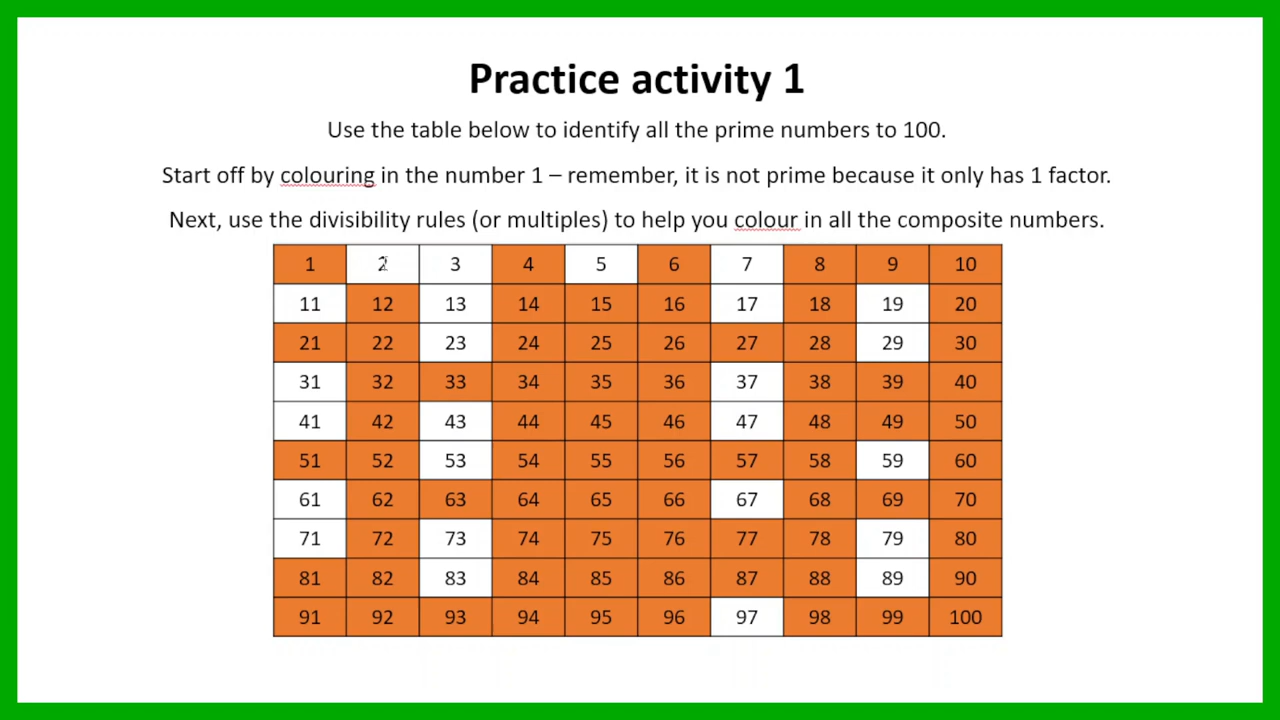 Practice activity 1
Use the table below to identify all the prime numbers to 100.
Start off by colouring in the number 1 – remember, it is not prime because it only has 1 factor.
Next, use the divisibility rules (or multiples) to help you colour in all the composite numbers.
1 2 3 4 5 6 7 8 9 10
11 12 13 14 15 16 17 18 19 20
21 22 23 24 25 26 27 28 29 30
31 32 33 34 35 36 37 38 39 40
41 42 43 44 45 46 47 48 49 50
51 52 53 54 55 56 57 58 59 60
61 62 63 64 65 66 67 68 69 70
71 72 73 74 75 76 77 78 79 80
81 82 83 84 85 86 87 88 89 90
91 92 93 94 95 96 97 98 99 100